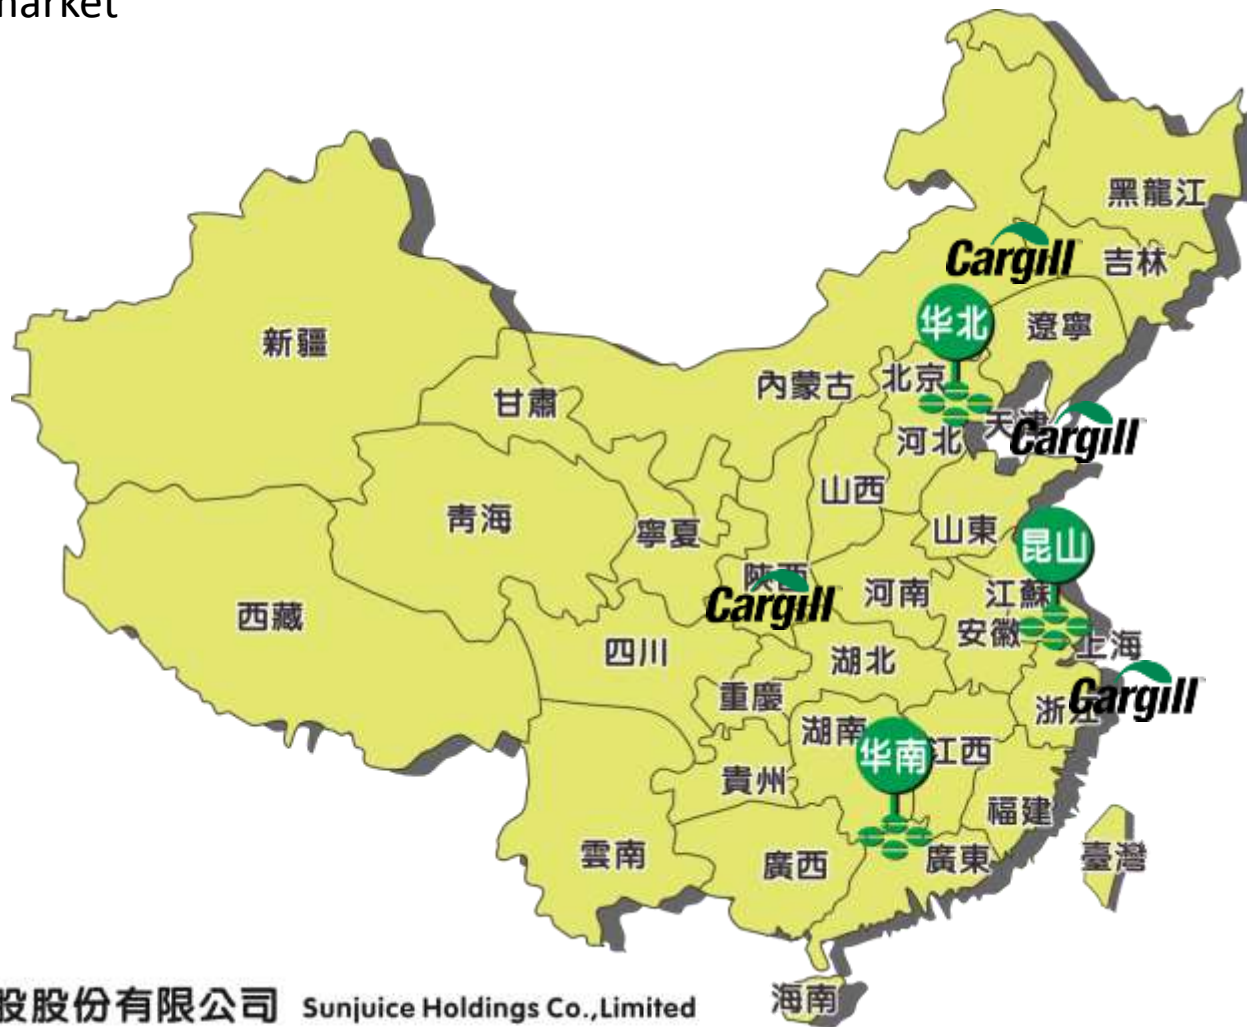 market
黑龍江
Cargill
吉林
华北
遼寧
新疆
內蒙古
北京
甘肅
天津
河北
Cargill
山西
青海
寧夏
山東
昆山
陝西
Cargill
河南
江蘇
西藏
安徽
四川
湖北
上海
重慶
Cargill
浙江
湖南
华南
江西
貴州
福建
雲南
廣西
廣東
臺灣
海南
股股份有限公司 Sunjuice Holdings Co.,Limited